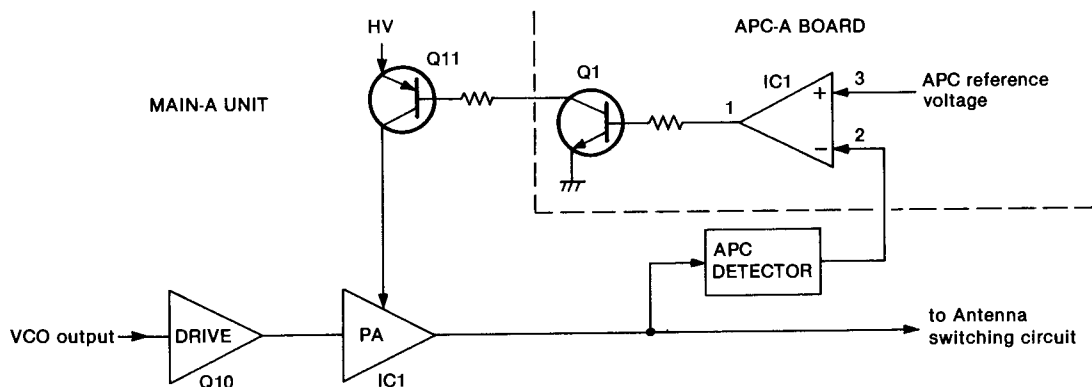 HV
APC-A BOARD
Q11
Q1
IC1
3
APC reference
voltage
MAIN-A UNIT
1
+
2
−
APC
DETECTOR
VCO output
DRIVE
PA
to Antenna
switching circuit
Q10
IC1